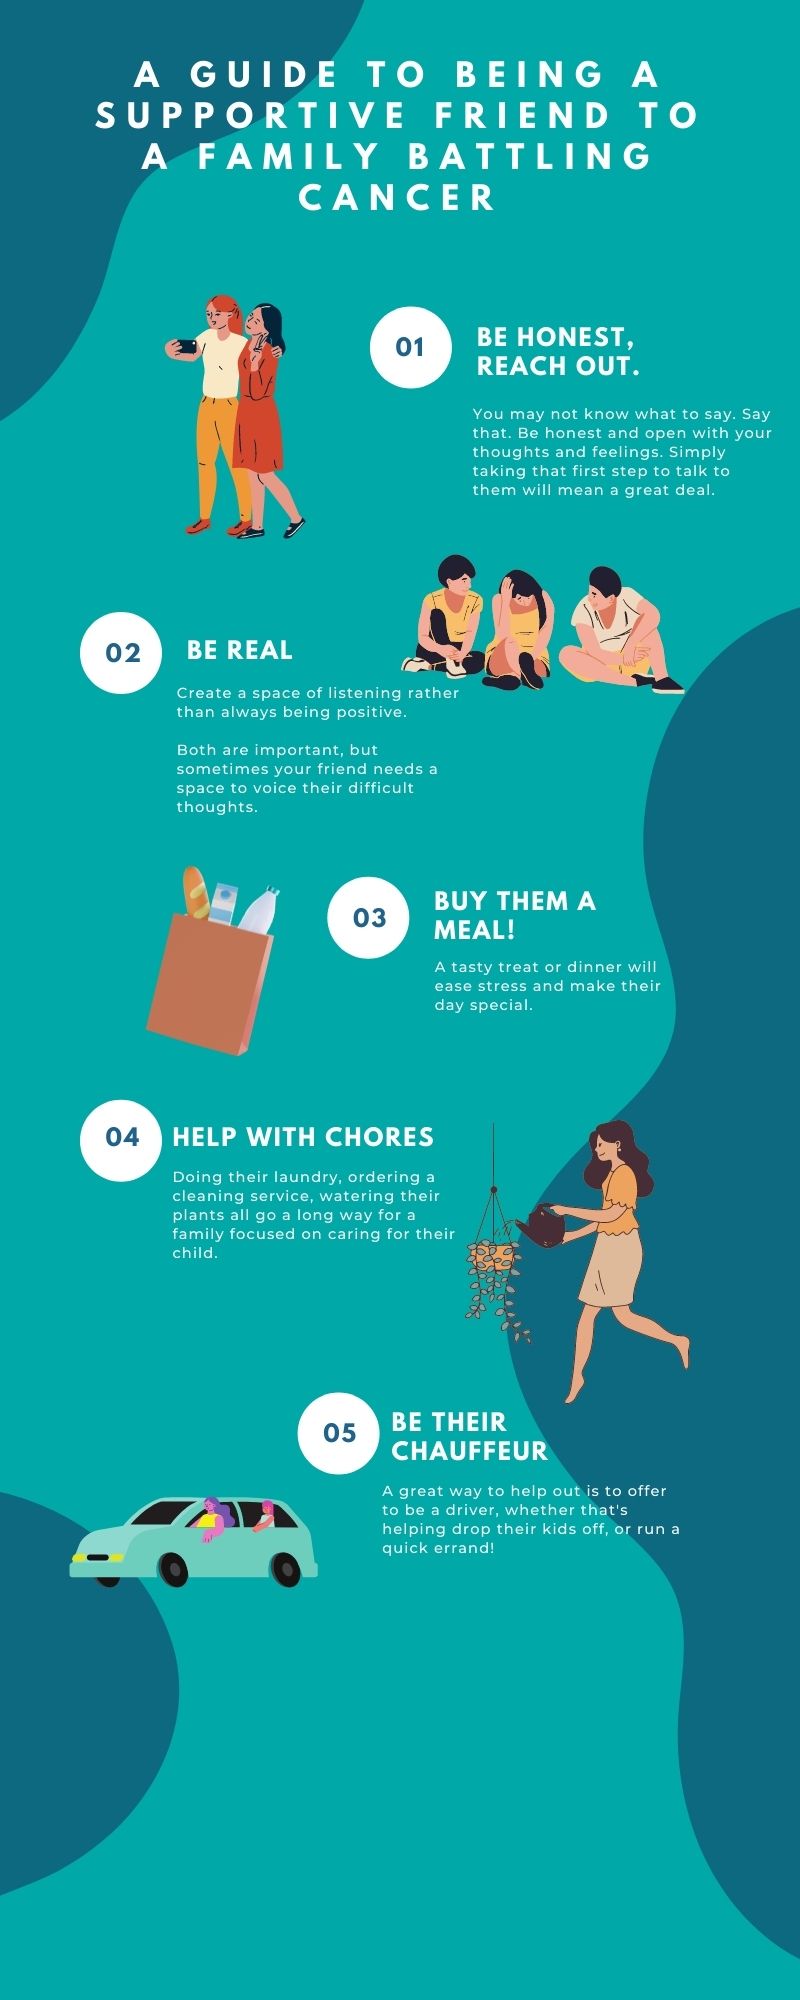 A GUIDE TO BEING A
SUPPORTIVE FRIEND TO
A FAMILY BATTLING
CANCER
01
BE HONEST,
REACH OUT.
You may not know what to say. Say
that. Be honest and open with your
thoughts and feelings. Simply
taking that first step to talk to
them will mean a great deal.
02
BE REAL
Create a space of listening rather
than always being positive.
Both are important, but
sometimes your friend needs a
space to voice their difficult
thoughts.
03
BUY THEM A
MEAL!
A tasty treat or dinner will
ease stress and make their
day special.
04
HELP WITH CHORES
Doing their laundry, ordering a
cleaning service, watering their
plants all go a long way for a
family focused on caring for their
child.
05
BE THEIR
CHAUFFEUR
A great way to help out is to offer
to be a driver, whether that's
helping drop their kids off, or run a
quick errand!